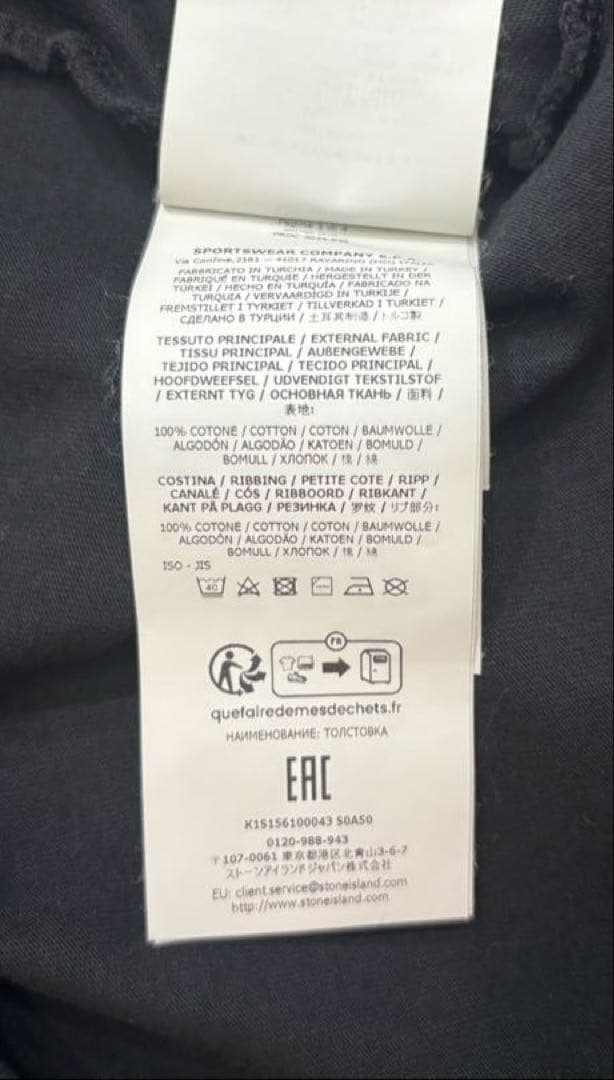 SPORTSWEAR COMPANY S.P.A.
Via Confine, 2161 - 41017 RAVARINO (MO) ITALIA
FABBRICATO IN TURCHIA / MADE IN TURKEY /
FABRIQUÉ EN TURQUIE / HERGESTELLT IN DER
TÜRKEI / HECHO EN TURQUÍA / FABRICADO NA
TURQUIA / VERVAARDIGD IN TURKIJE /
FREMSTILLET I TYRKIET / TILLVERKAD I TURKIET /
СДЕЛАНО В ТУРЦИИ / 土耳其制造 / トルコ製
TESSUTO PRINCIPALE / EXTERNAL FABRIC /
TISSU PRINCIPAL / AUßENGEWEBE /
TEJIDO PRINCIPAL / TECIDO PRINCIPAL /
HOOFDWEEFSEL / UDVENDIGT TEKSTILSTOF
/ EXTERNT TYG / ОСНОВНАЯ ТКАНЬ / 面料 /
表地:
100% COTONE / COTTON / COTON / BAUMWOLLE /
ALGODÓN / ALGODÃO / KATOEN / BOMULD /
BOMULL / ХЛОПОК / 棉 / 綿
COSTINA / RIBBING / PETITE COTE / RIPP /
CANALÉ / CÓS / RIBBOORD / RIBKANT /
KANT PÅ PLAGG / РЕЗИНКА / 罗纹 / リブ部分:
100% COTONE / COTTON / COTON / BAUMWOLLE /
ALGODÓN / ALGODÃO / KATOEN / BOMULD /
BOMULL / ХЛОПОК / 棉 / 綿
ISO - JIS
40
FR
quefairedemesdechets.fr
НАИМЕНОВАНИЕ: ТОЛСТОВКА
EAC
K1S156100043 S0A50
0120-988-943
〒107-0061 東京都港区北青山3-6-7
ストーンアイランドジャパン株式会社
EU: client.service@stoneisland.com
http://www.stoneisland.com